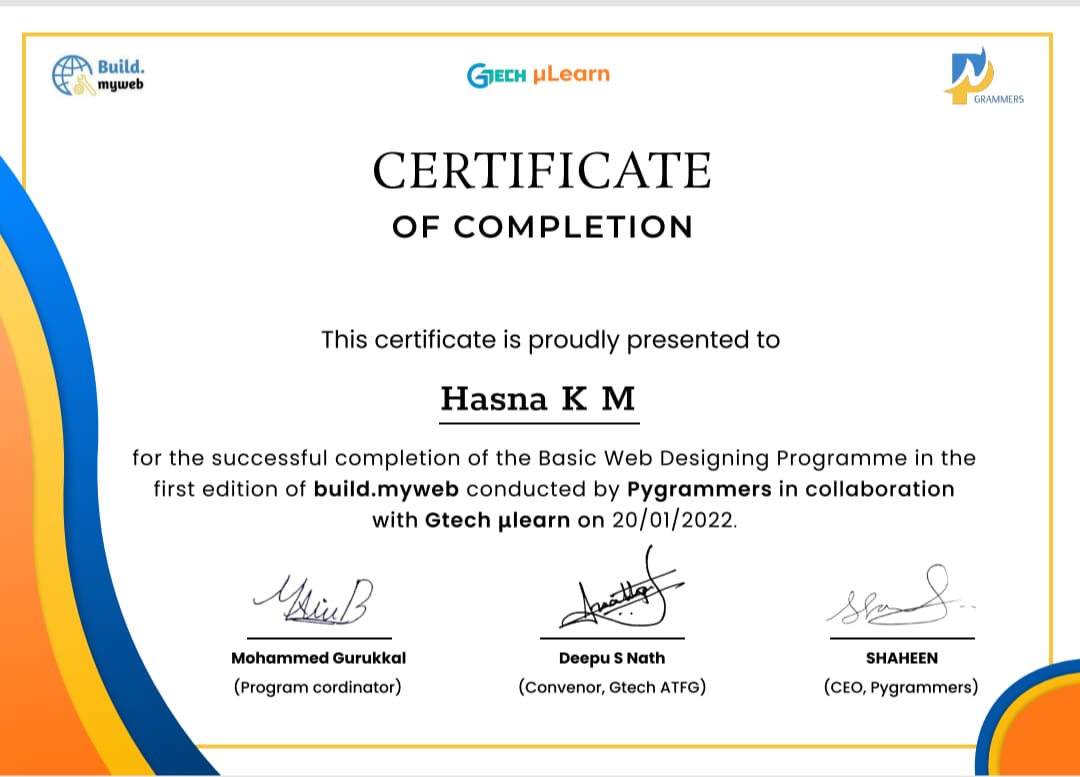 Build.
myweb
GTECH µLearn
GRAMMERS
CERTIFICATE
OF COMPLETION
This certificate is proudly presented to
Hasna K M
for the successful completion of the Basic Web Designing Programme in the
first edition of build.myweb conducted by Pygrammers in collaboration
with Gtech µlearn on 20/01/2022.
Mohammed Gurukkal
(Program cordinator)
Deepu S Nath
(Convenor, Gtech ATFG)
SHAHEEN
(CEO, Pygrammers)